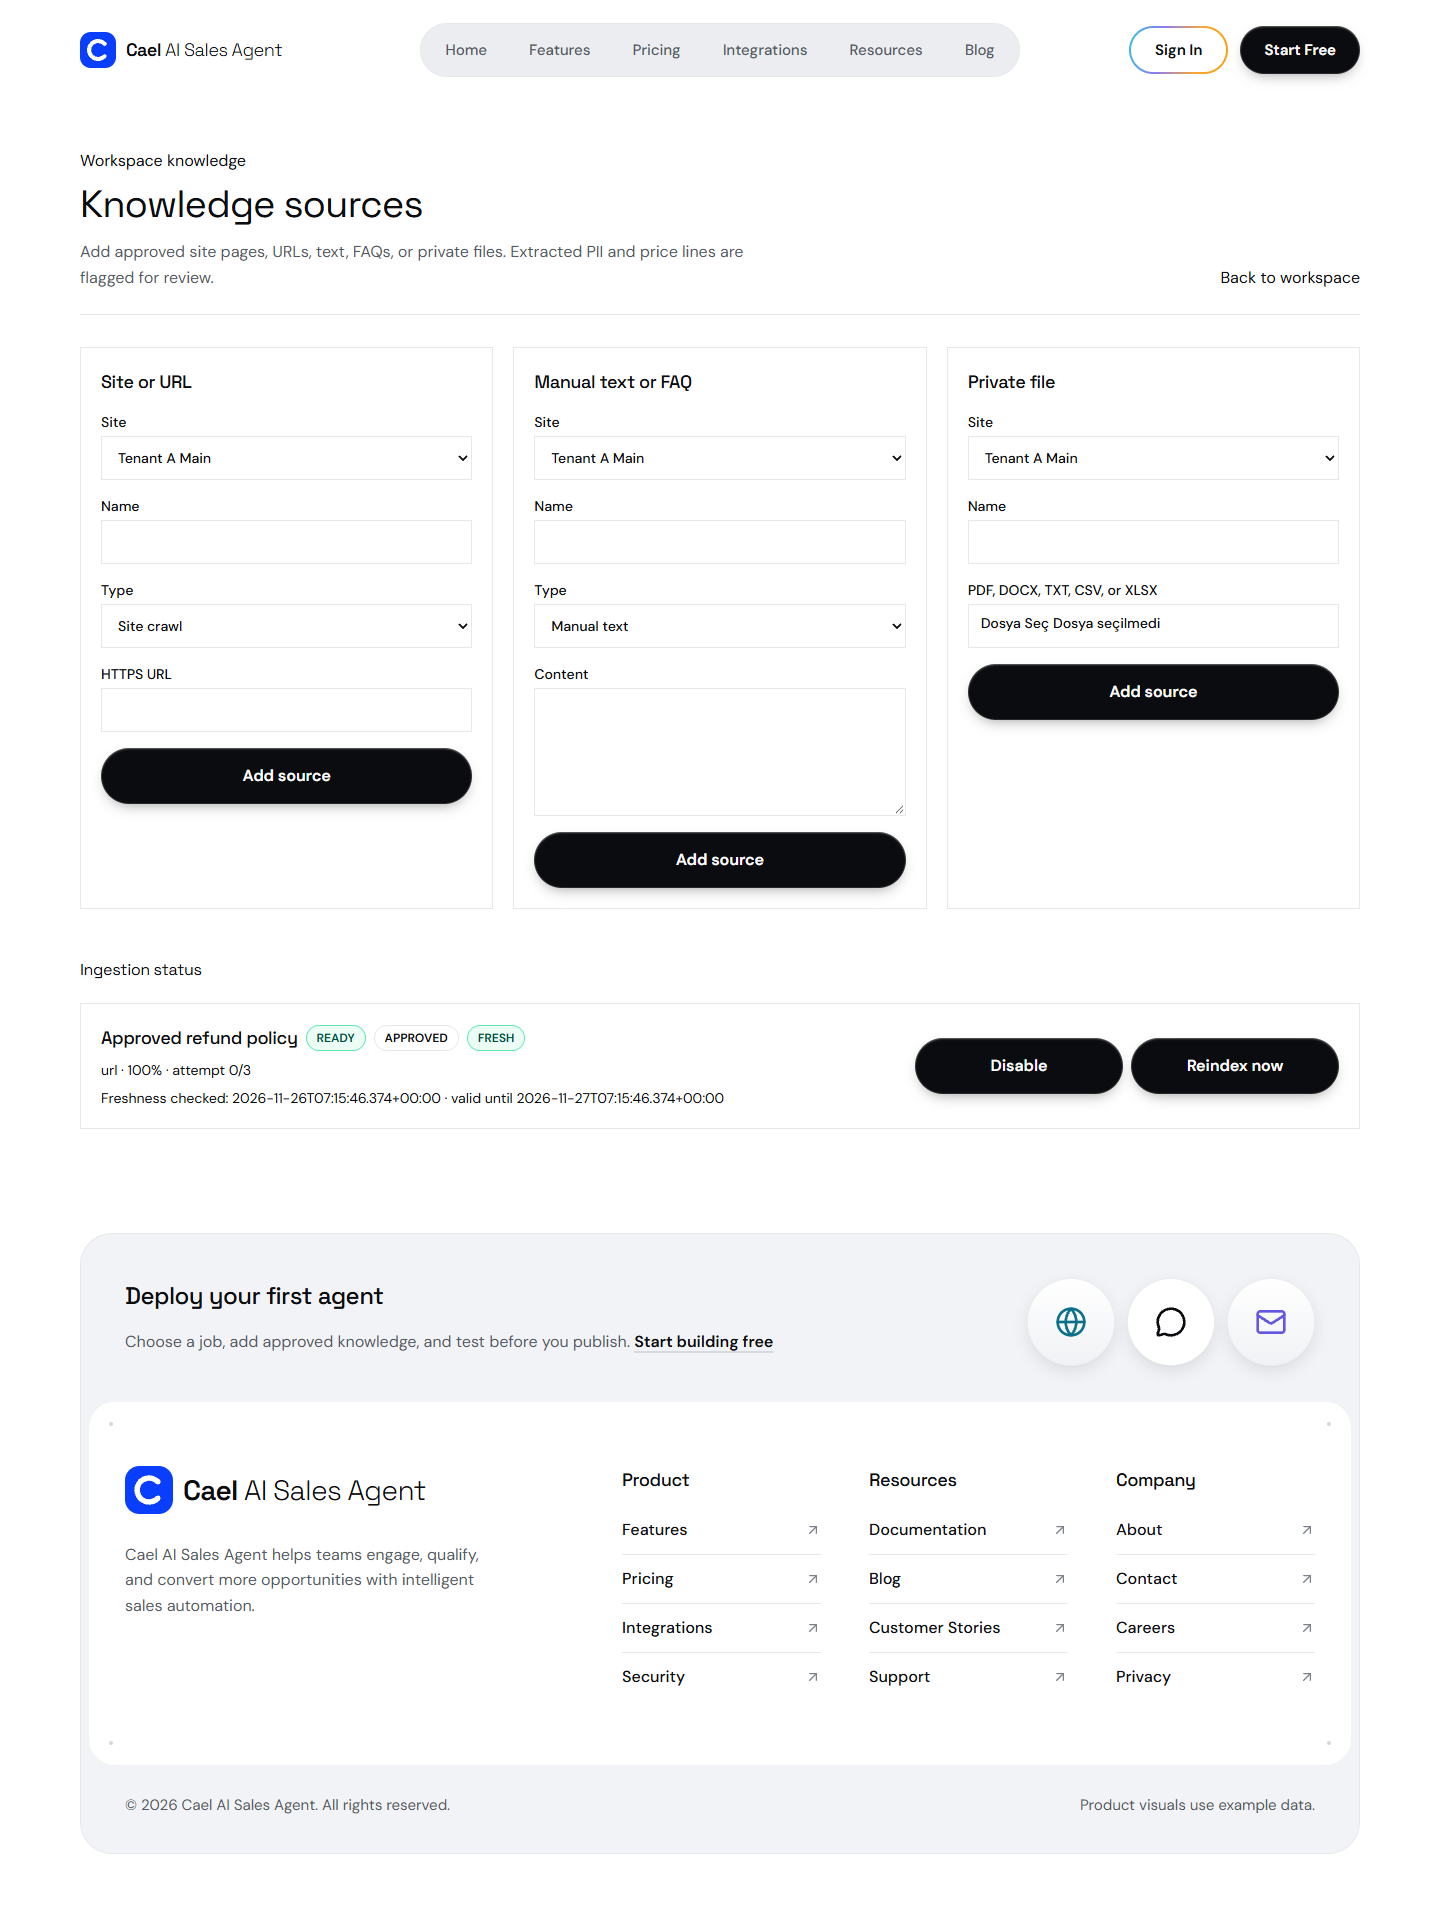 Cael AI Sales Agent
Home Features Pricing Integrations Resources Blog
Sign In
Start Free
Workspace knowledge
Knowledge sources
Add approved site pages, URLs, text, FAQs, or private files. Extracted PII and price lines are
flagged for review.
Back to workspace
Site or URL
Site
Tenant A Main
Name
Type
Site crawl
HTTPS URL
Add source
Manual text or FAQ
Site
Tenant A Main
Name
Type
Manual text
Content
Add source
Private file
Site
Tenant A Main
Name
PDF, DOCX, TXT, CSV, or XLSX
Dosya Seç Dosya seçilmedi
Add source
Ingestion status
Approved refund policy READY APPROVED FRESH
url · 100% · attempt 0/3
Freshness checked: 2026-11-26T07:15:46.374+00:00 · valid until 2026-11-27T07:15:46.374+00:00
Disable
Reindex now
Deploy your first agent
Choose a job, add approved knowledge, and test before you publish. Start building free
Cael AI Sales Agent
Cael AI Sales Agent helps teams engage, qualify,
and convert more opportunities with intelligent
sales automation.
Product
Features
Pricing
Integrations
Security
Resources
Documentation
Blog
Customer Stories
Support
Company
About
Contact
Careers
Privacy
© 2026 Cael AI Sales Agent. All rights reserved.
Product visuals use example data.